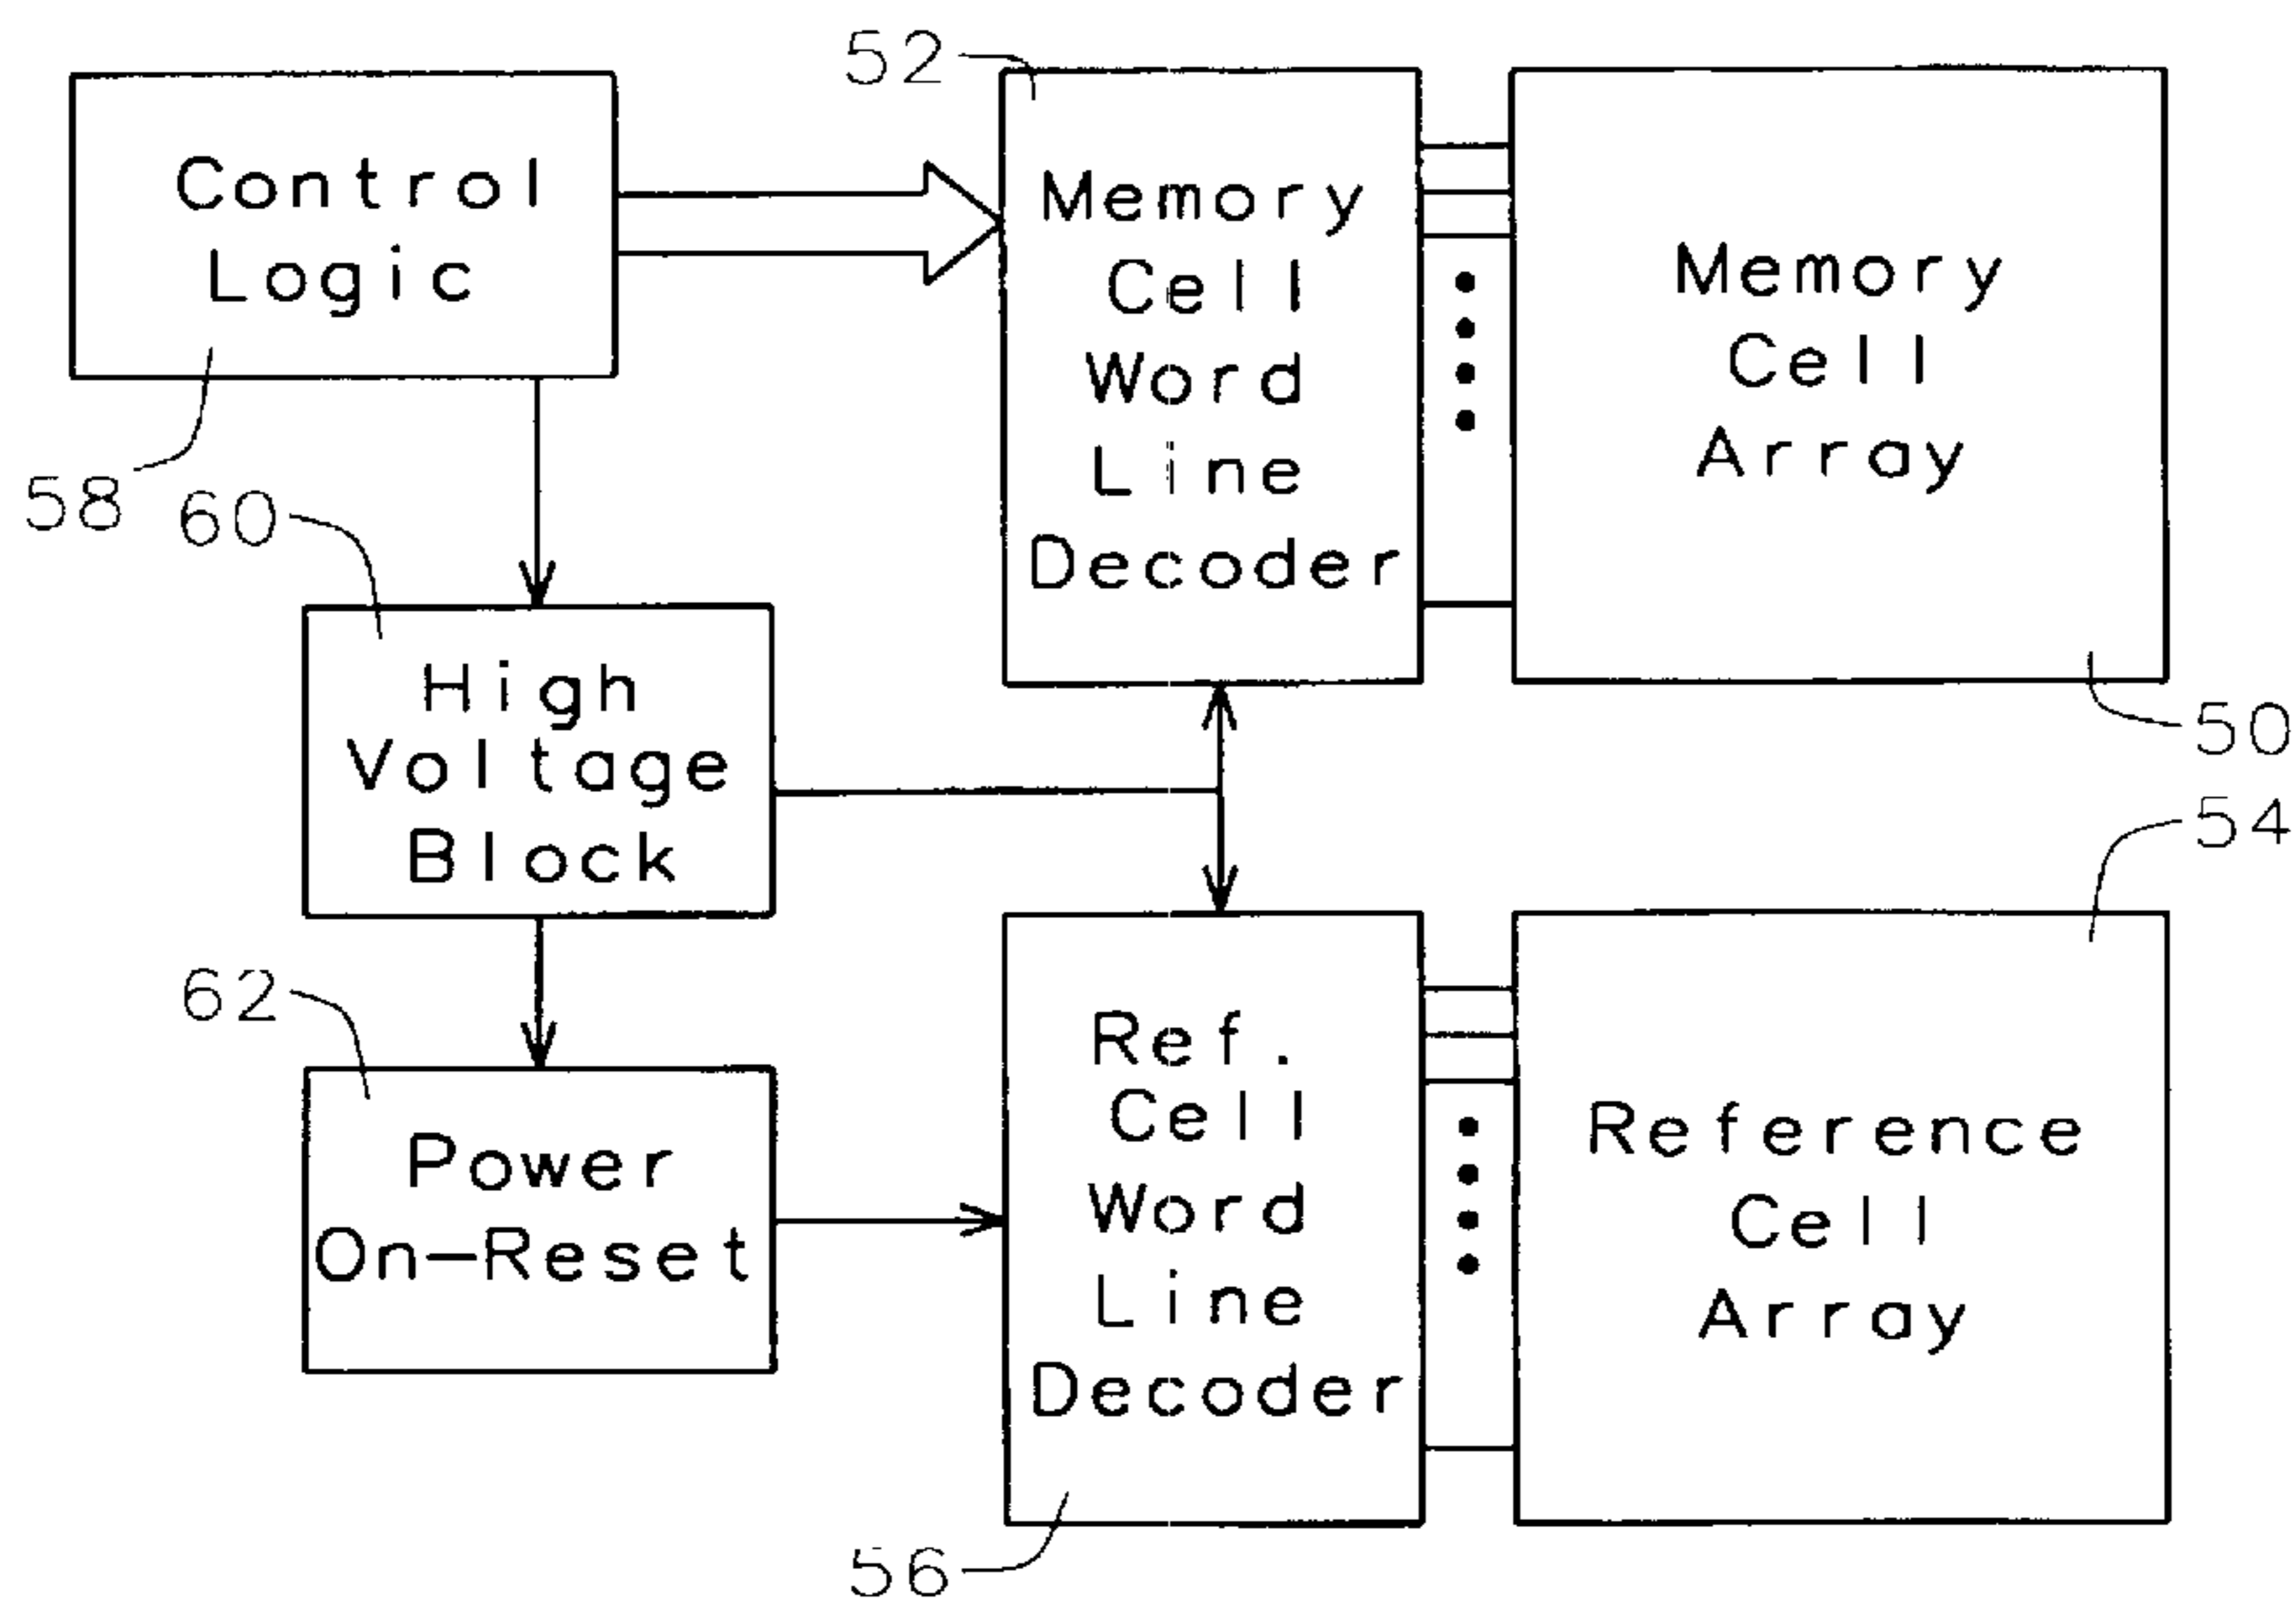 52
Control
Logic
58
Memory
Cell
Word
Line
Decoder
Memory
Cell
Array
50
60
High
Voltage
Block
54
62
Power
On-Reset
Ref.
Cell
Word
Line
Decoder
56
Reference
Cell
Array